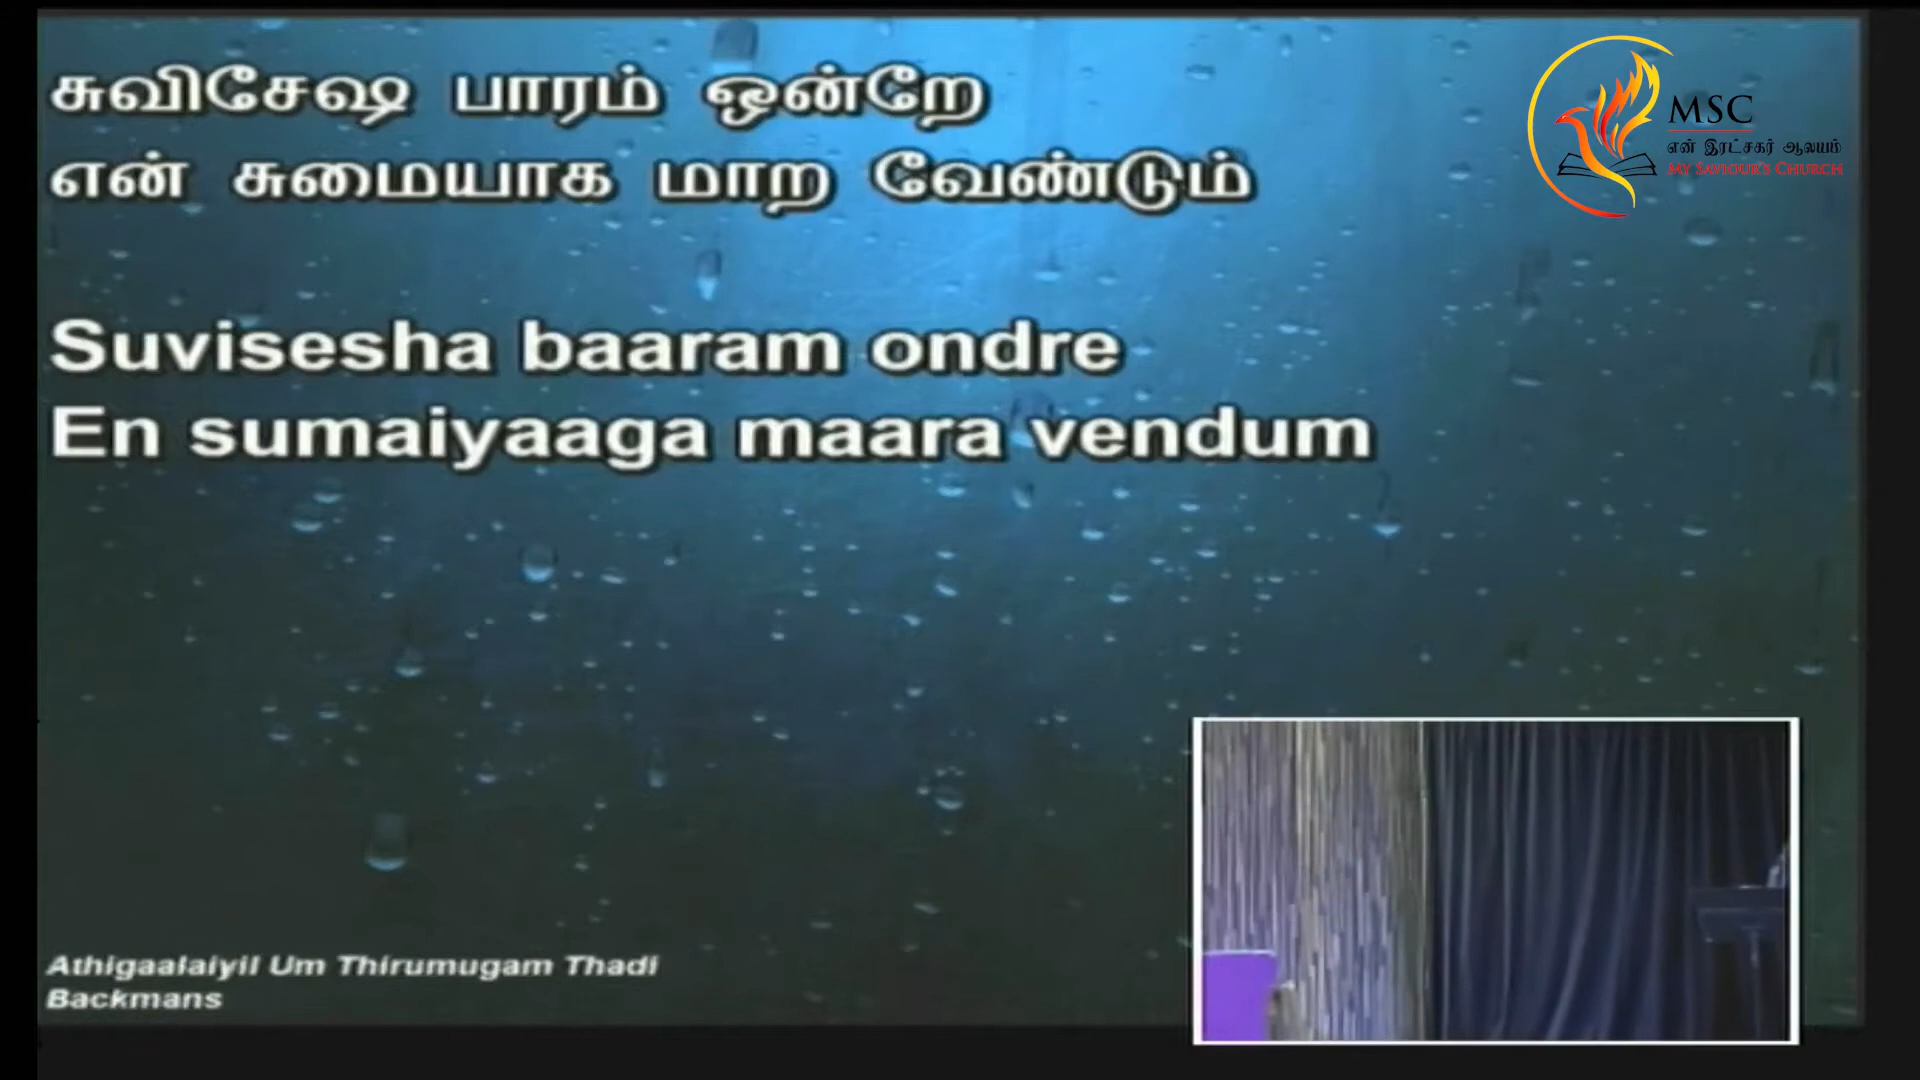 சுவிசேஷ பாரம் ஒன்றே
என் சுமையாக மாற வேண்டும்
Suvisesha baaram ondre
En sumaiyaaga maara vendum
MSC
என் இரட்சகர் ஆலயம்
MY SAVIOUR'S CHURCH
Athigaalaiyil Um Thirumugam Thadi
Backmans